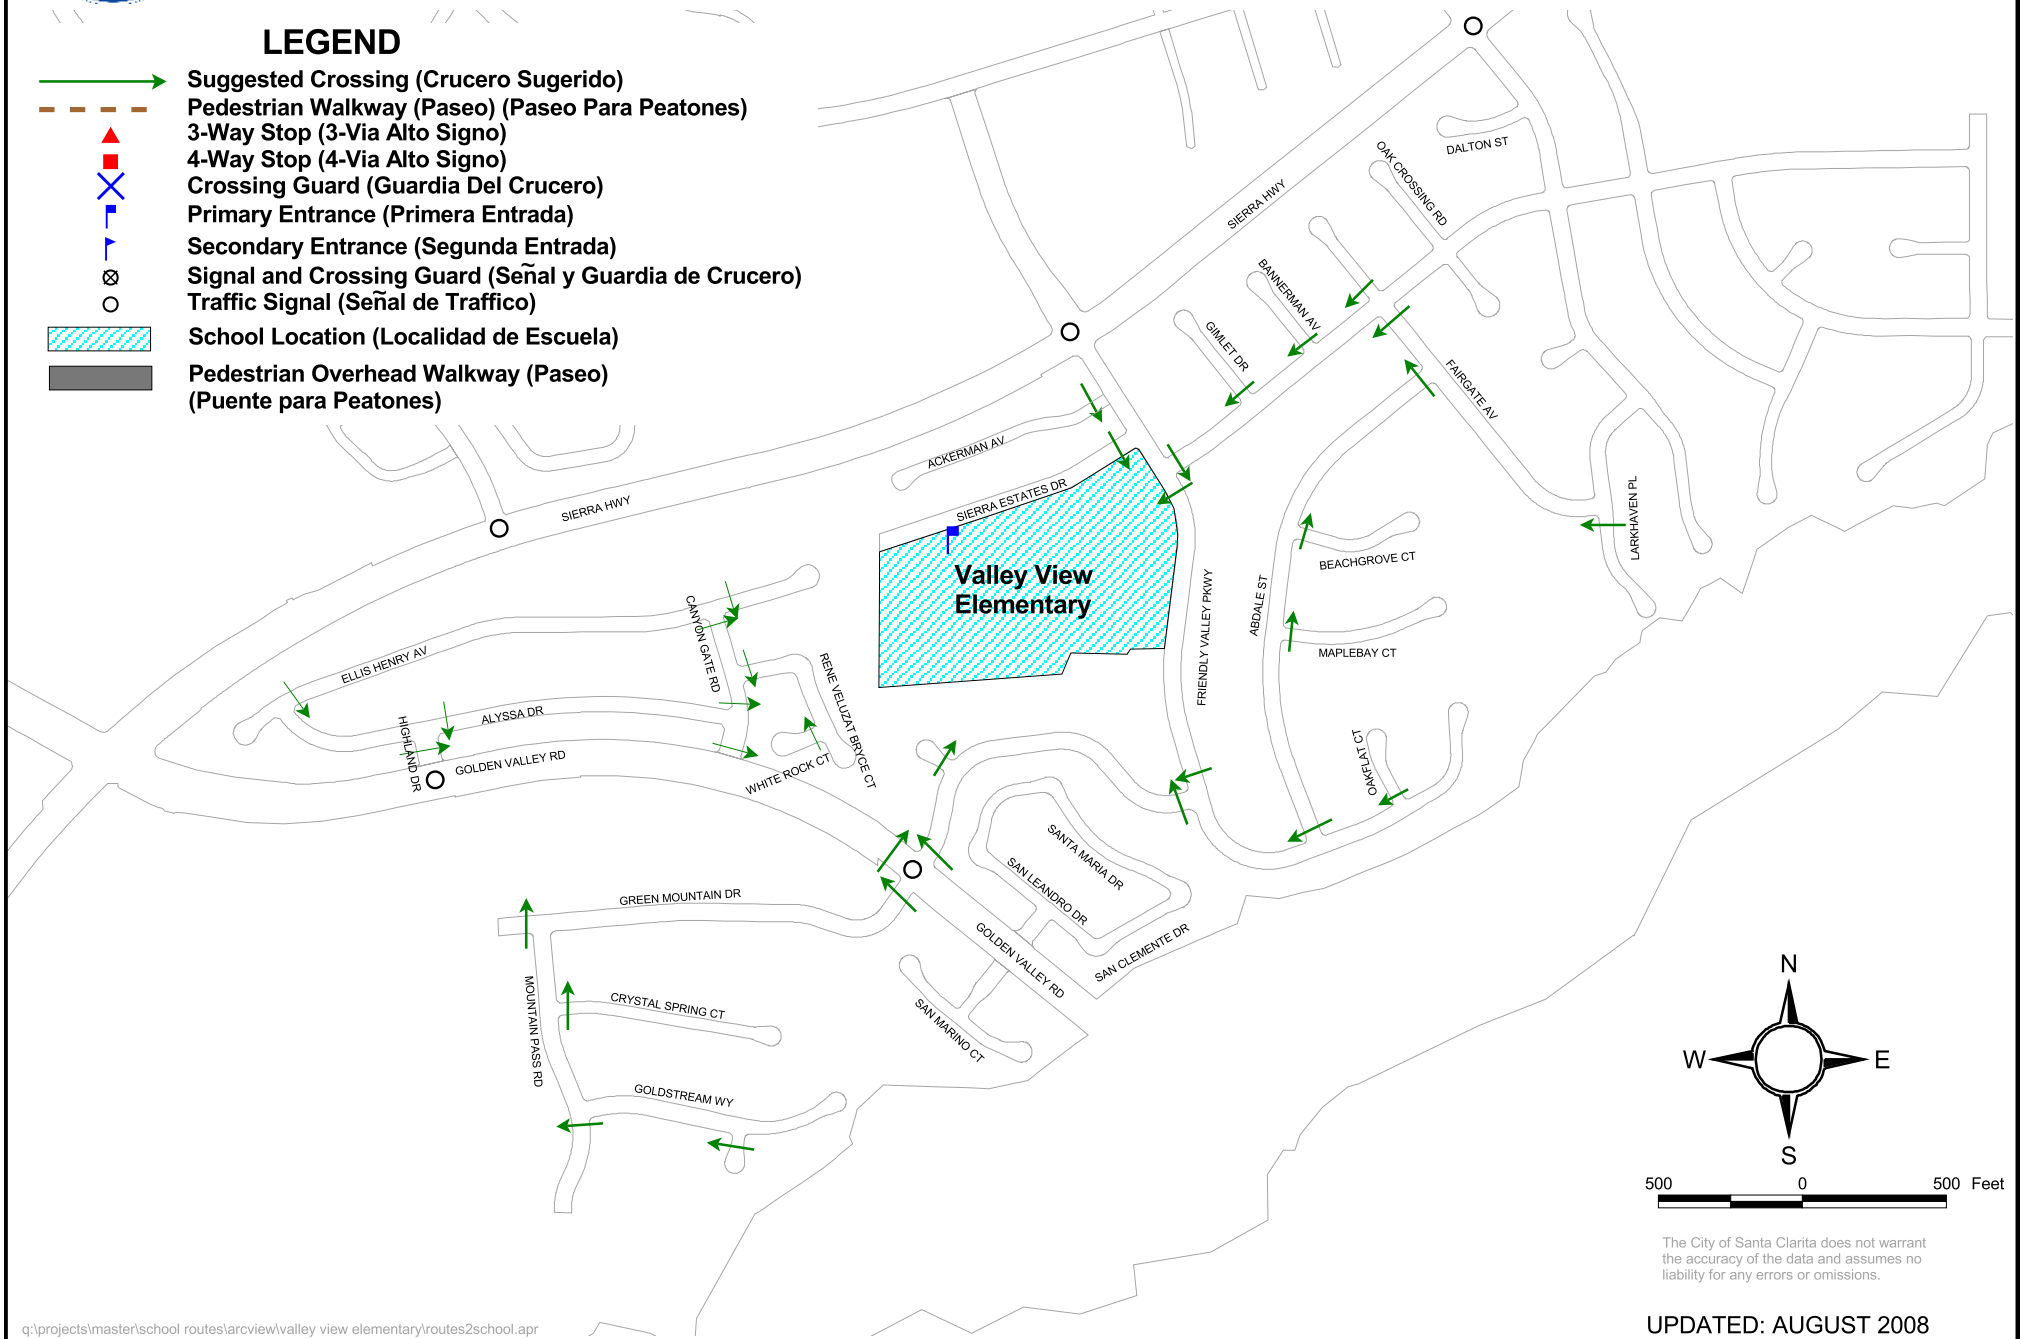 LEGEND
Suggested Crossing (Crucero Sugerido)
Pedestrian Walkway (Paseo) (Paseo Para Peatones)
3-Way Stop (3-Via Alto Signo)
4-Way Stop (4-Via Alto Signo)
Crossing Guard (Guardia Del Crucero)
Primary Entrance (Primera Entrada)
Secondary Entrance (Segunda Entrada)
Signal and Crossing Guard (Señal y Guardia de Crucero)
Traffic Signal (Señal de Traffico)
School Location (Localidad de Escuela)
Pedestrian Overhead Walkway (Paseo)
(Puente para Peatones)
DALTON ST
OAK CROSSING RD
SIERRA HWY
BANNERMAN AV
GIMLET DR
FAIRGATE AV
ACKERMAN AV
SIERRA HWY
SIERRA ESTATES DR
LARKHAVEN PL
BEACHGROVE CT
Valley View
Elementary
FRIENDLY VALLEY PKWY
ABDALE ST
MAPLEBAY CT
CANYON GATE RD
ELLIS HENRY AV
RENE VELUZAT BRYCE CT
ALYSSA DR
HIGHLAND DR
GOLDEN VALLEY RD
WHITE ROCK CT
OAKFLAT CT
SANTA MARIA DR
SAN LEANDRO DR
GREEN MOUNTAIN DR
GOLDEN VALLEY RD
SAN CLEMENTE DR
MOUNTAIN PASS RD
CRYSTAL SPRING CT
SAN MARINO CT
GOLDSTREAM WY
N
W
E
S
500 0 500 Feet
The City of Santa Clarita does not warrant
the accuracy of the data and assumes no
liability for any errors or omissions.
UPDATED: AUGUST 2008
q:\projects\master\school routes\arcview\valley view elementary\routes2school.apr